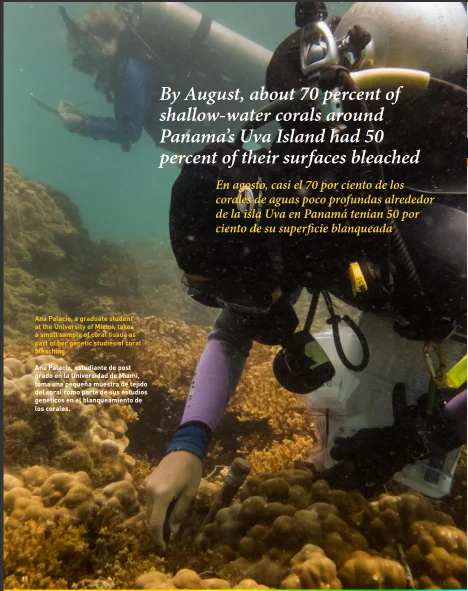 By August, about 70 percent of
shallow-water corals around
Panama's Uva Island had 50
percent of their surfaces bleached
En agosto, casi el 70 por ciento de los
corales de aguas poco profundas alrededor
de la isla Uva en Panamá tenían 50 por
ciento de su superficie blanqueada
Ana Palacio, a graduate student
at the University of Miami, takes
a small sample of coral tissue as
part of her genetic studies of coral
bleaching.
Ana Palacio, estudiante de post
grado en la Universidad de Miami,
toma una pequeña muestra de tejido
del coral como parte de sus estudios
genéticos en el blanqueamiento de
los corales.